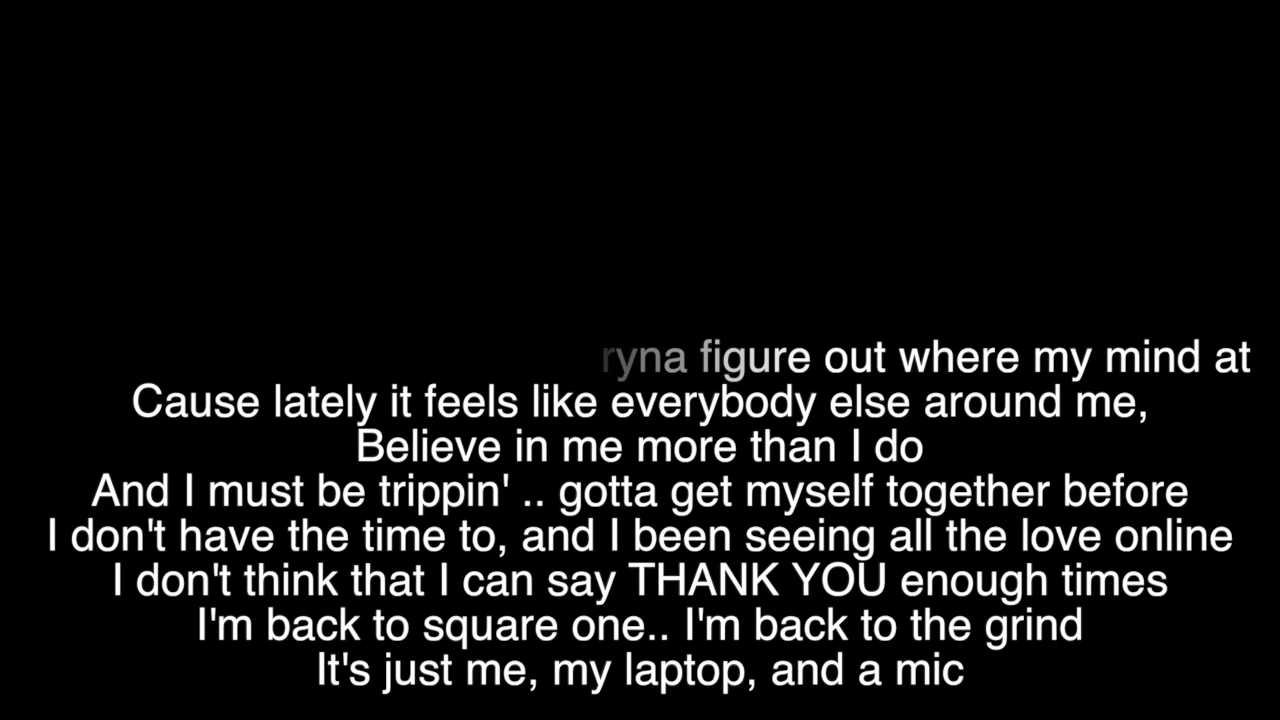 ryna figure out where my mind at
Cause lately it feels like everybody else around me,
Believe in me more than I do
And I must be trippin' .. gotta get myself together before
I don't have the time to, and I been seeing all the love online
I don't think that I can say THANK YOU enough times
I'm back to square one.. I'm back to the grind
It's just me, my laptop, and a mic